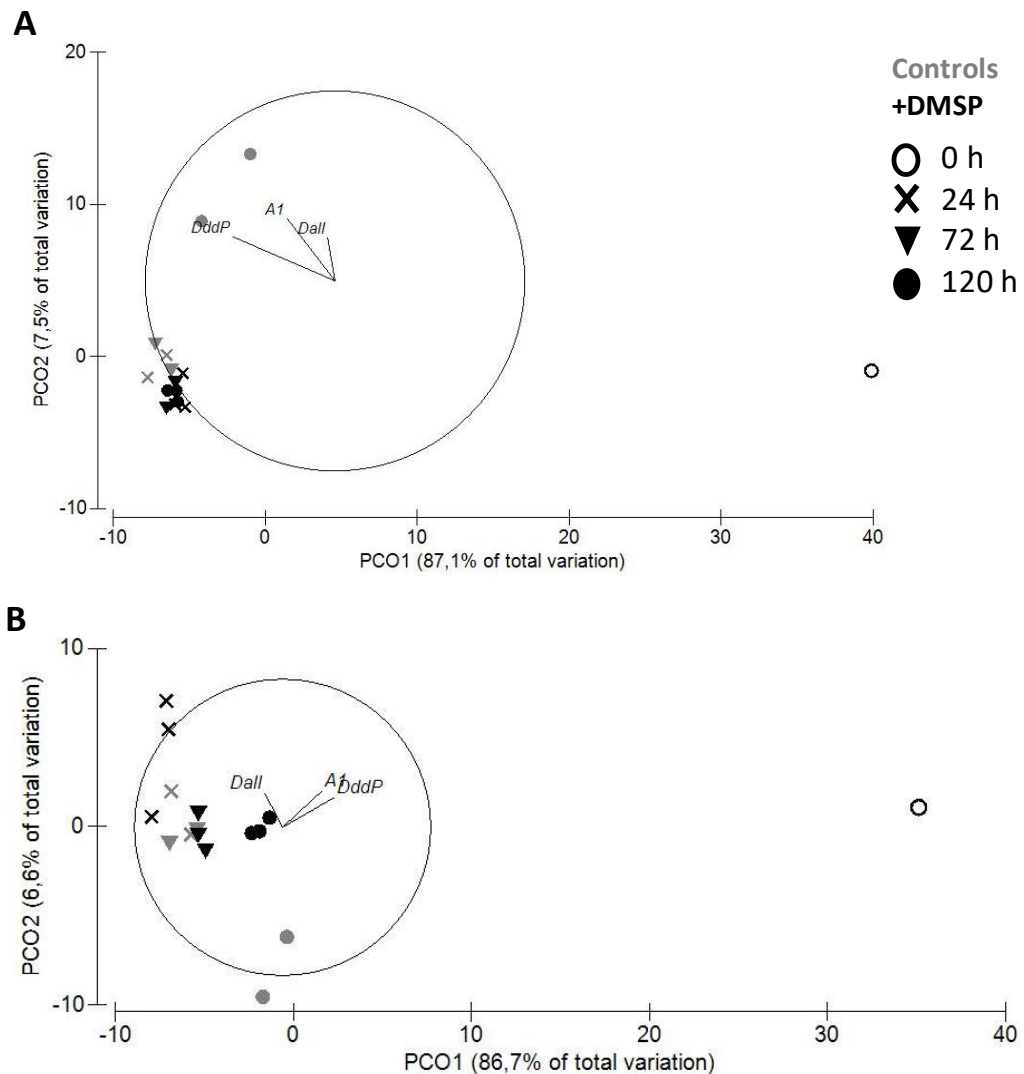 A
20
10
0
-10
PCO2 (7,5% of total variation)
A1
DddP
Dall
-10 0 10 20 30 40
PCO1 (87,1% of total variation)
Controls
+DMSP
0 h
24 h
72 h
120 h
B
10
0
-10
PCO2 (6,6% of total variation)
Dall
A1
DddP
-10 0 10 20 30 40
PCO1 (86,7% of total variation)